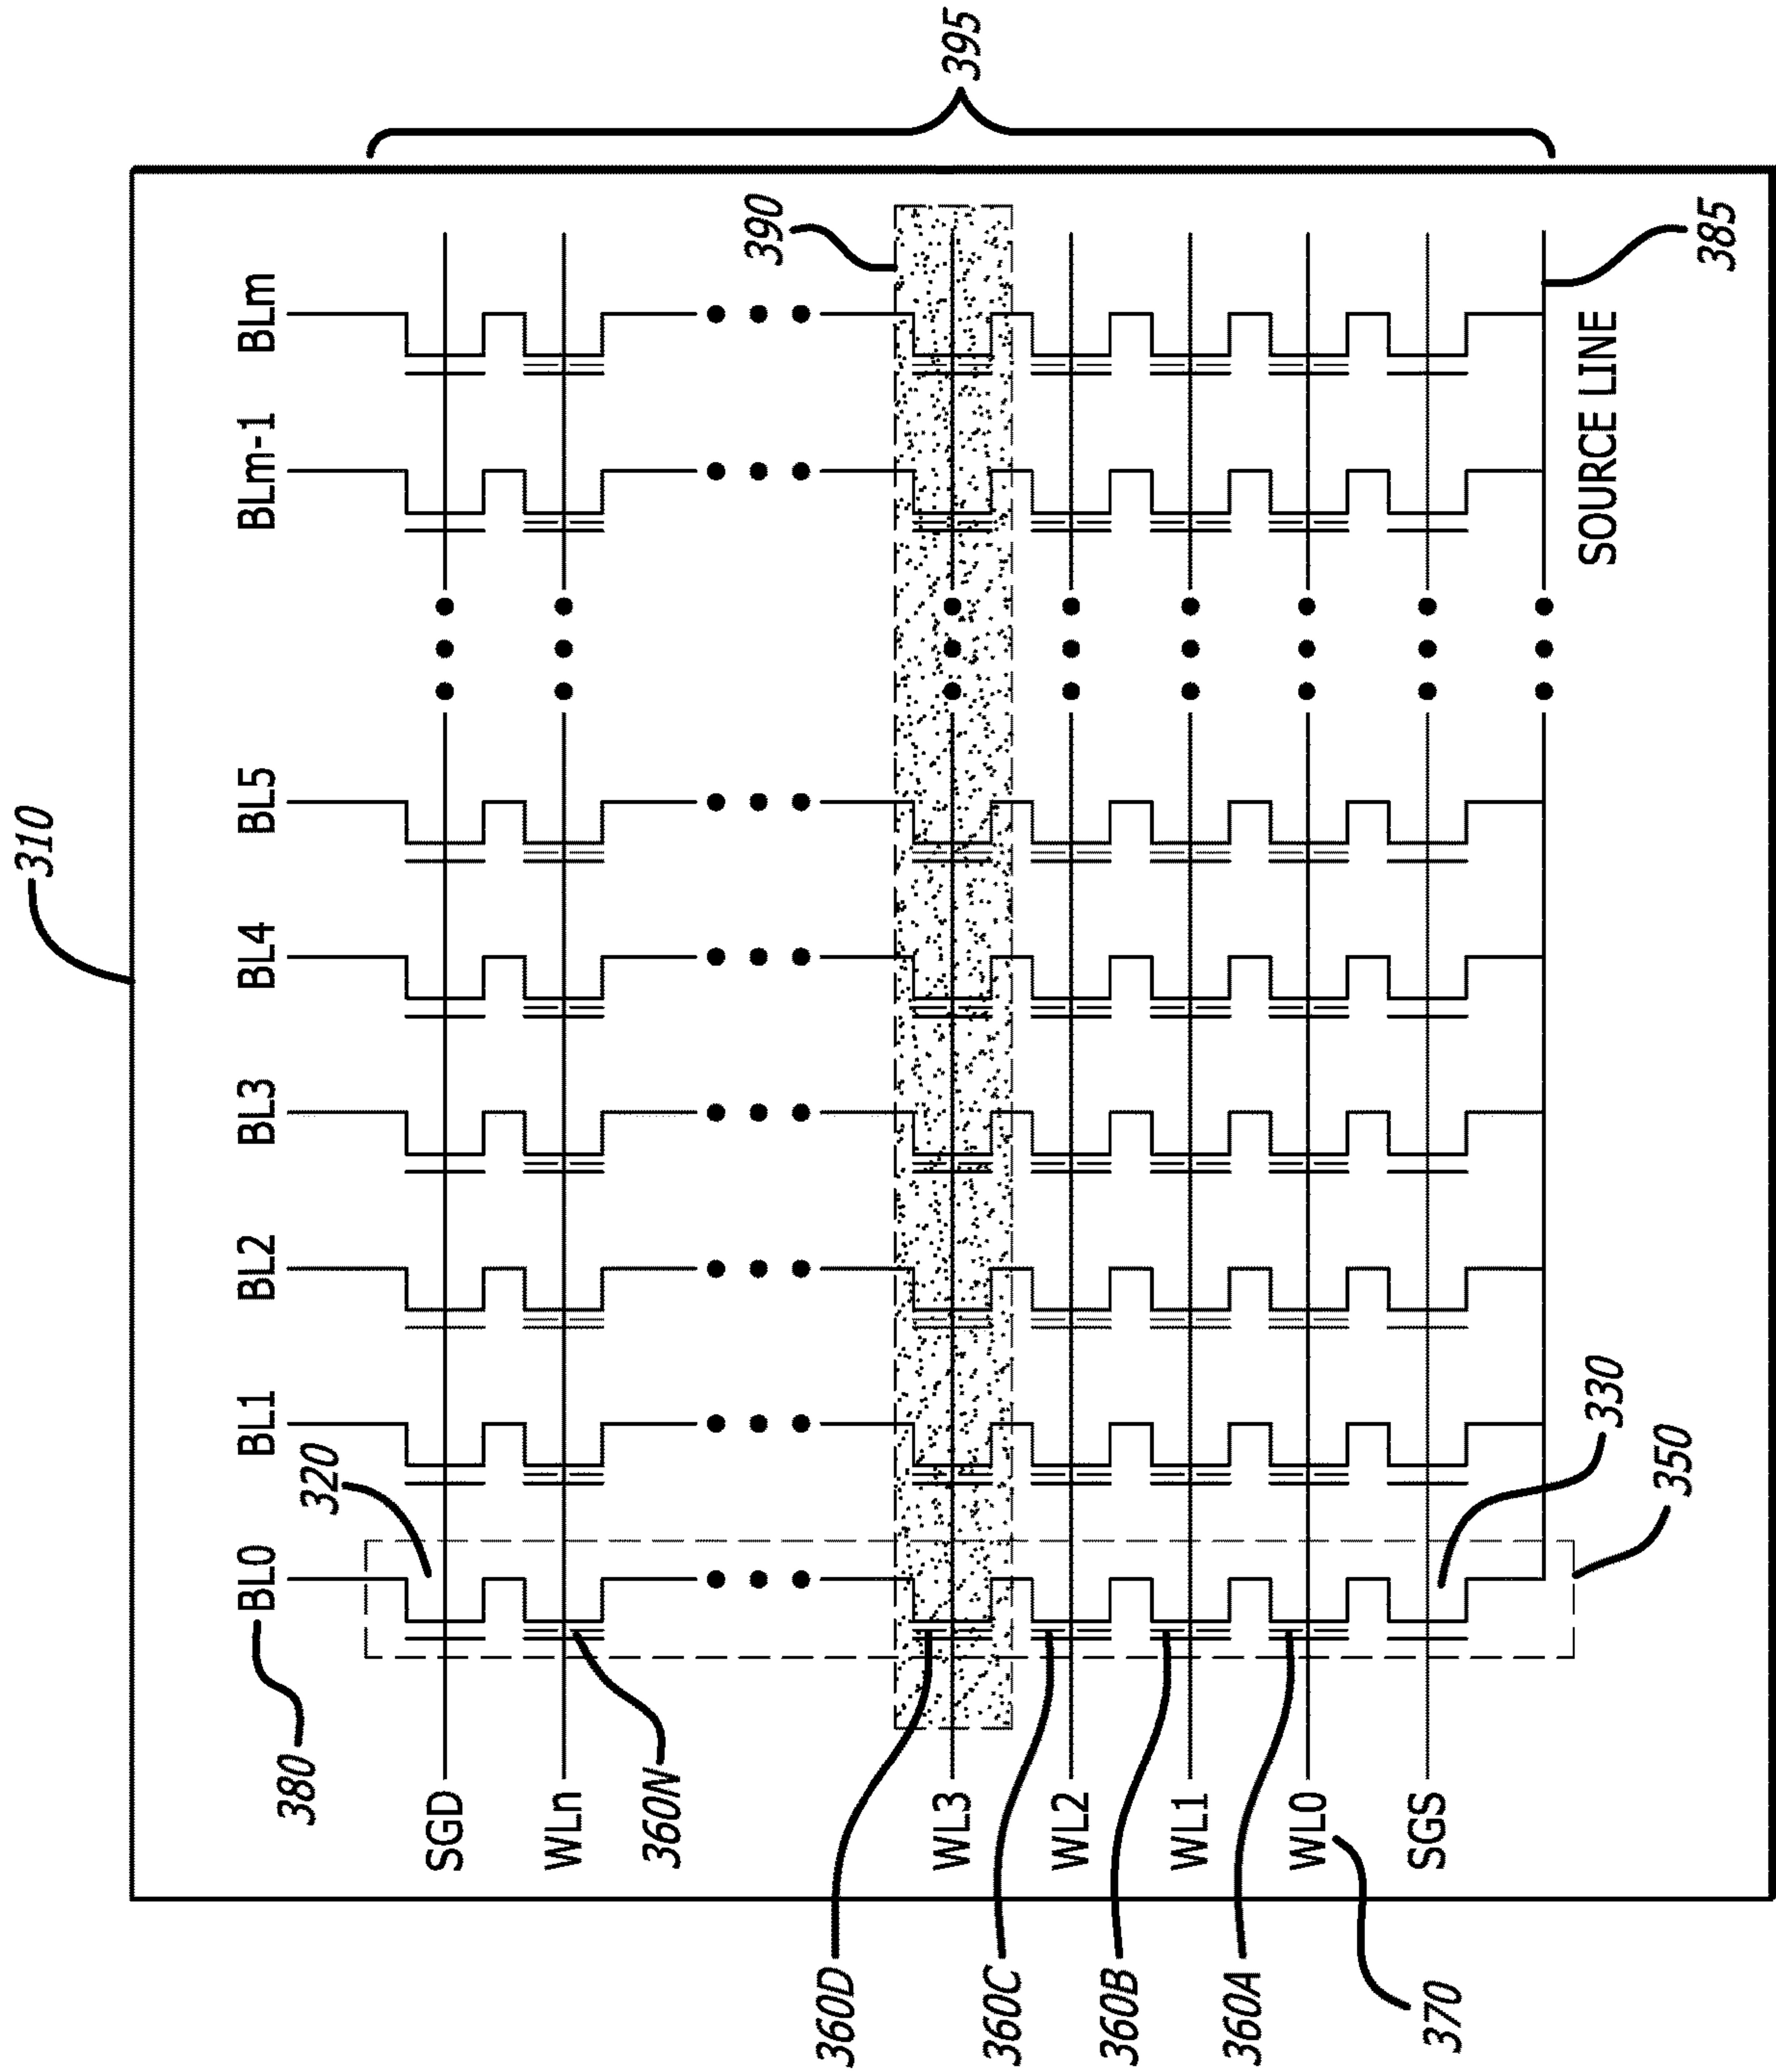 310
BL0 BL1 BL2 BL3 BL4 BL5 BLm-1 BLm
380
320
SGD
WLn
360N
390
395
WL3
WL2
WL1
WL0
SGS
360D
360C
360B
360A
370
330
350
SOURCE LINE
385